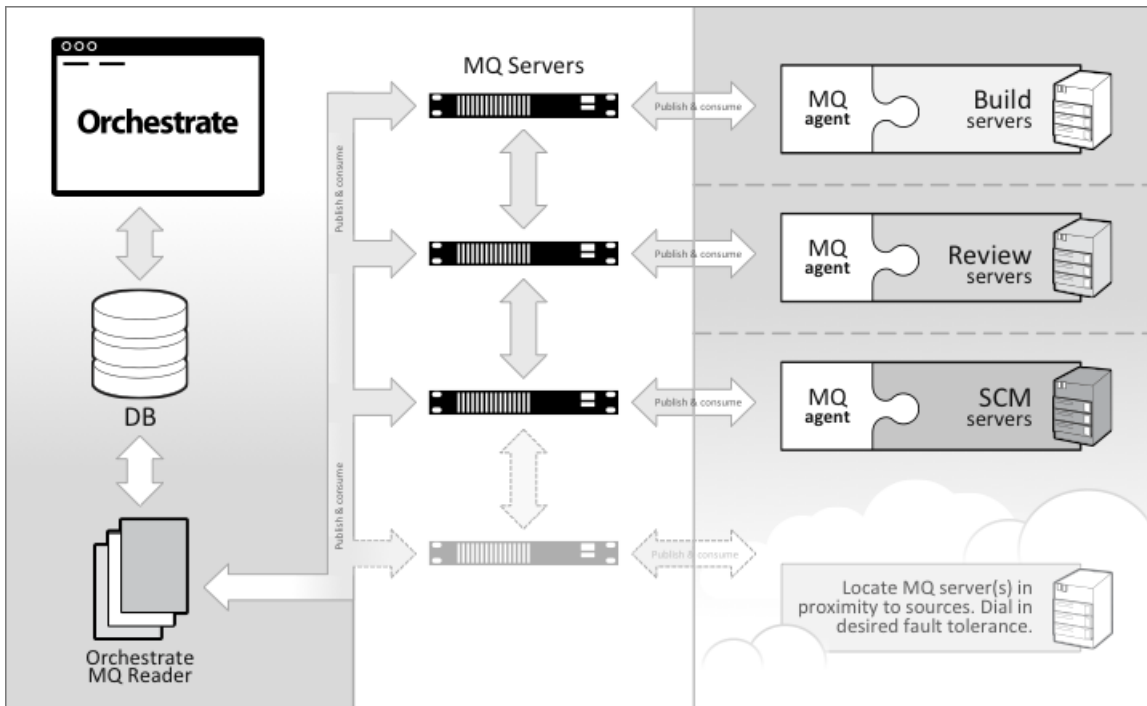 Orchestrate
DB
Orchestrate
MQ Reader
Publish & consume
Publish & consume
MQ Servers
Publish & consume
MQ
agent
Build
servers
Publish & consume
MQ
agent
Review
servers
Publish & consume
MQ
agent
SCM
servers
Publish & consume
Locate MQ server(s) in
proximity to sources. Dial in
desired fault tolerance.